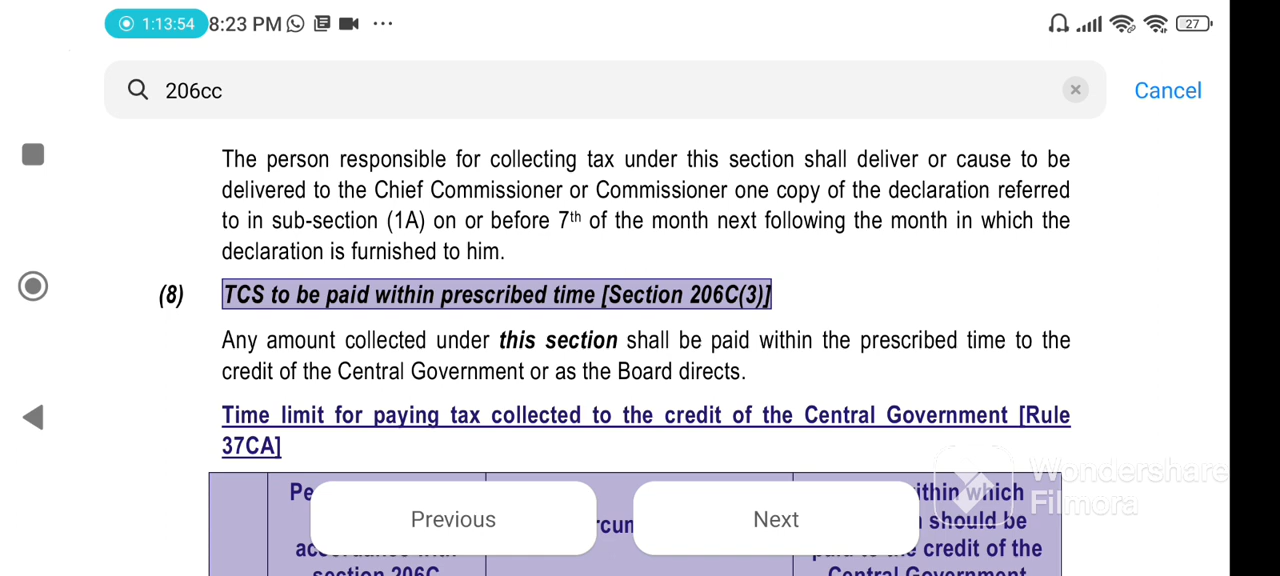 1:13:54 8:23 PM ... 27
206cc Cancel
The person responsible for collecting tax under this section shall deliver or cause to be
delivered to the Chief Commissioner or Commissioner one copy of the declaration referred
to in sub-section (1A) on or before 7th of the month next following the month in which the
declaration is furnished to him.
(8) TCS to be paid within prescribed time [Section 206C(3)]
Any amount collected under this section shall be paid within the prescribed time to the
credit of the Central Government or as the Board directs.
Time limit for paying tax collected to the credit of the Central Government [Rule
37CA]
Wondershare
Filmora
which
Previous Next
should be
the credit of the
section 206C Central Government